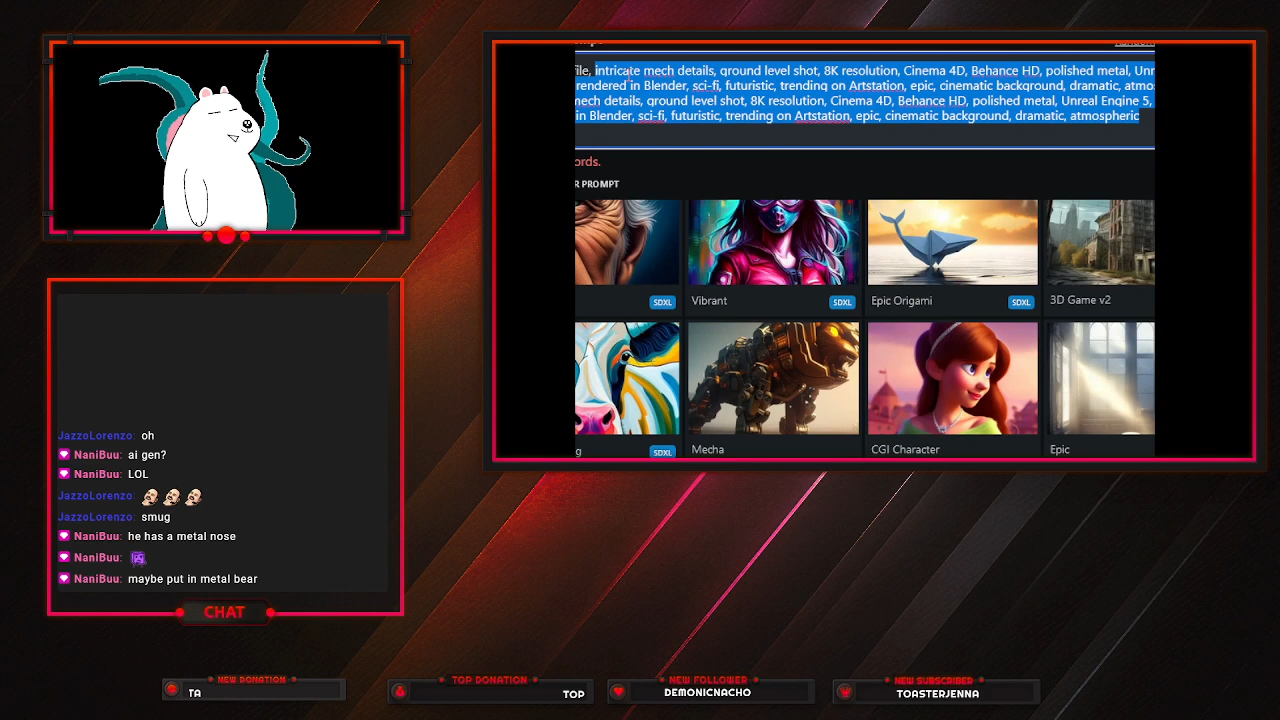 file, intricate mech details, ground level shot, 8K resolution, Cinema 4D, Behance HD, polished metal,
rendered in Blender, sci-fi, futuristic, trending on Artstation, epic, cinematic background, dramatic,
mech details, ground level shot, 8K resolution, Cinema 4D, Behance HD, polished metal, Unreal Engine 5,
in Blender, sci-fi, futuristic, trending on Artstation, epic, cinematic background, dramatic, atmospheric
ords.
R PROMPT
SDXL
Vibrant SDXL
Epic Origami SDXL
3D Game v2
g SDXL
Mecha
CGI Character
Epic
JazzoLorenzo: oh
NaniBuu: ai gen?
NaniBuu: LOL
JazzoLorenzo:
JazzoLorenzo: smug
NaniBuu: he has a metal nose
NaniBuu:
NaniBuu: maybe put in metal bear
CHAT
NEW DONATION
TA
TOP DONATION
TOP
NEW FOLLOWER
DEMONICNACHO
NEW SUBSCRIBER
TOASTERJENNA